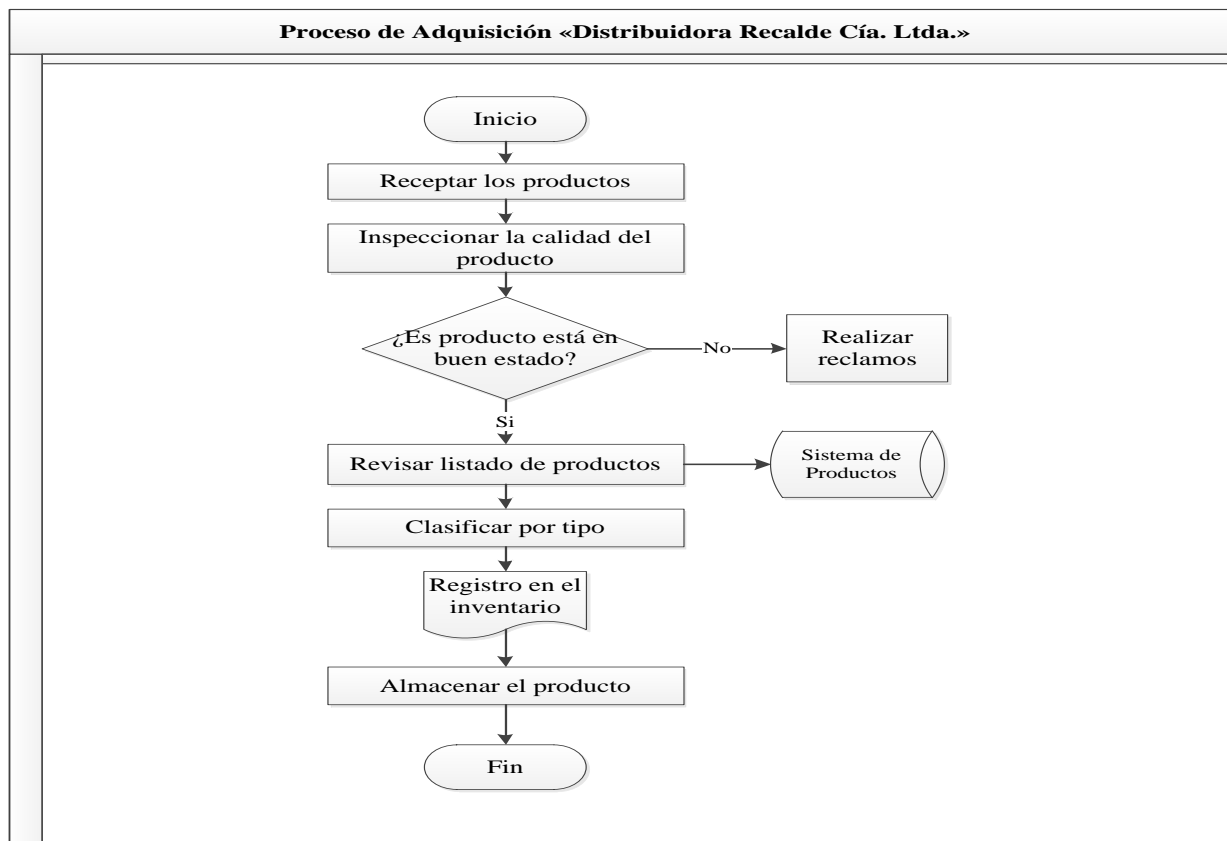 Proceso de Adquisición «Distribuidora Recalde Cía. Ltda.»
Inicio
Receptar los productos
Inspeccionar la calidad del
producto
¿Es producto está en
buen estado?
No
Realizar
reclamos
Si
Revisar listado de productos
Sistema de
Productos
Clasificar por tipo
Registro en el
inventario
Almacenar el producto
Fin